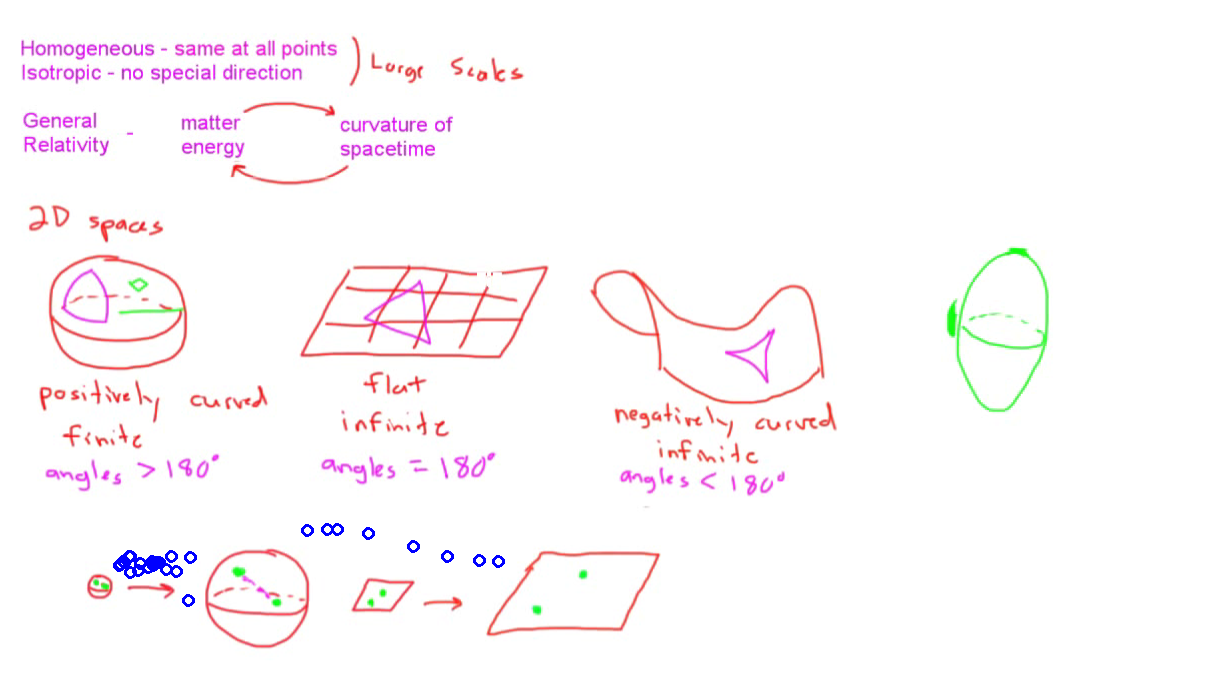 Homogeneous - same at all points
Isotropic - no special direction
Large Scales
General
Relativity -
matter
energy
curvature of
spacetime
2D spaces
positively curved
finite
angles > 180°
flat
infinite
angles = 180°
negatively curved
infinite
angles < 180°